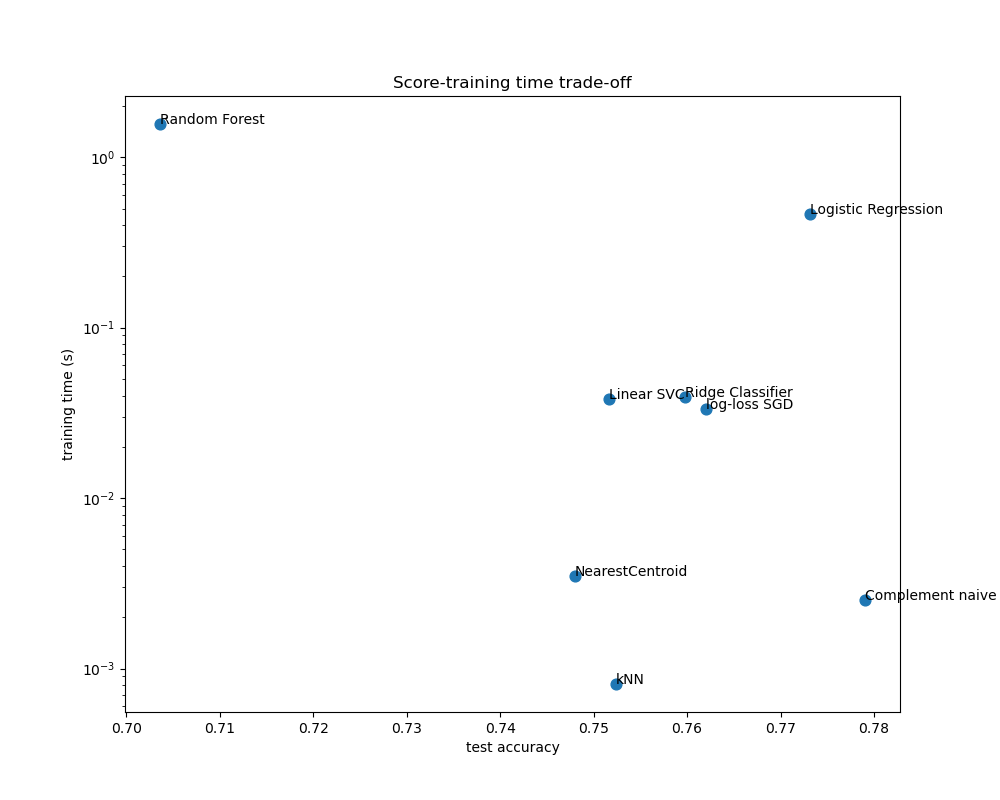 Score-training time trade-off
Random Forest
Logistic Regression
Linear SVC
Ridge Classifier
log-loss SGD
NearestCentroid
Complement naive
kNN
training time (s)
10⁰
10⁻¹
10⁻²
10⁻³
0.70 0.71 0.72 0.73 0.74 0.75 0.76 0.77 0.78
test accuracy